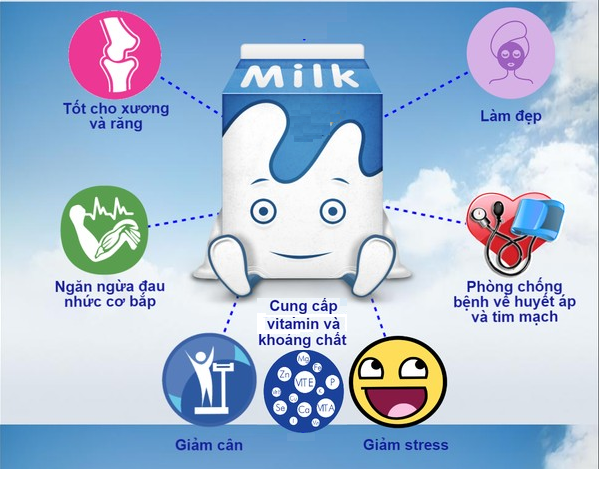 Milk
Tốt cho xương
và răng
Làm đẹp
Ngăn ngừa đau
nhức cơ bắp
Phòng chống
bệnh về huyết áp
và tim mạch
Cung cấp
vitamin và
khoáng chất
Mg
Fe
Zn
VIT E
P
K
Se
Ca
VIT A
I
Giảm cân
Giảm stress